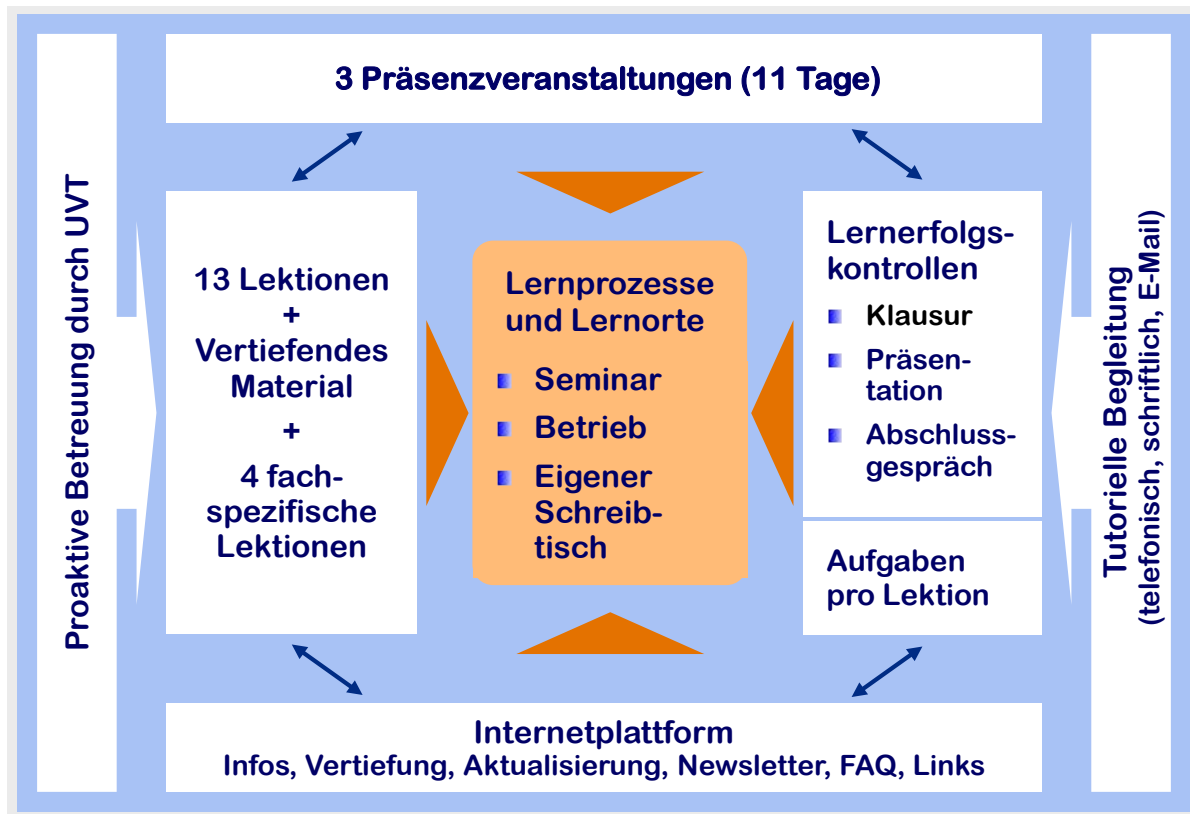 3 Präsenzveranstaltungen (11 Tage)
Proaktive Betreuung durch UVT
13 Lektionen
+
Vertiefendes
Material
+
4 fach-
spezifische
Lektionen
Lernprozesse
und Lernorte
Seminar
Betrieb
Eigener
Schreib-
tisch
Lernerfolgs-
kontrollen
Klausur
Präsen-
tation
Abschluss-
gespräch
Aufgaben
pro Lektion
Tutorielle Begleitung
(telefonisch, schriftlich, E-Mail)
Internetplattform
Infos, Vertiefung, Aktualisierung, Newsletter, FAQ, Links